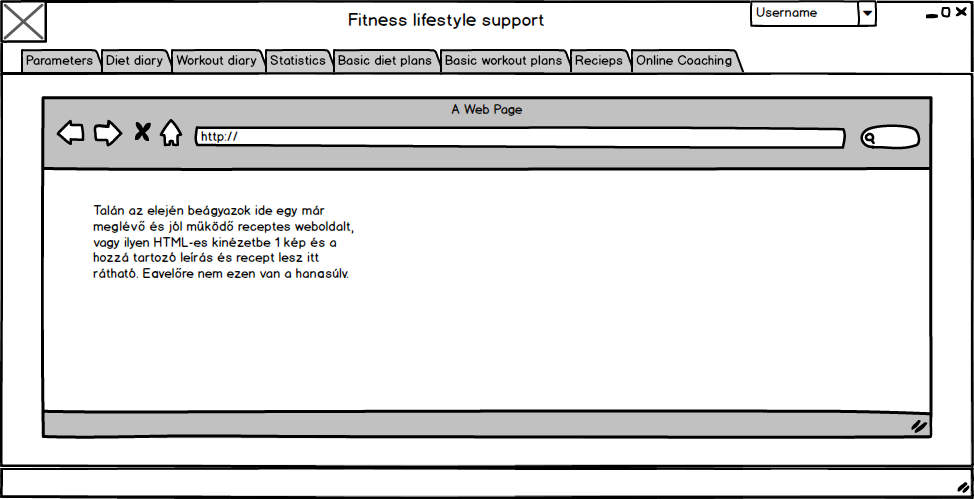 Fitness lifestyle support
Username
Parameters
Diet diary
Workout diary
Statistics
Basic diet plans
Basic workout plans
Recieps
Online Coaching
A Web Page
http://
Talán az elején beágyazok ide egy már
meglévő és jól működő receptes weboldalt,
vagy ilyen HTML-es kinézetbe 1 kép és a
hozzá tartozó leírás és recept lesz itt
rátható. Egyelőre nem ezen van a hangsúly.